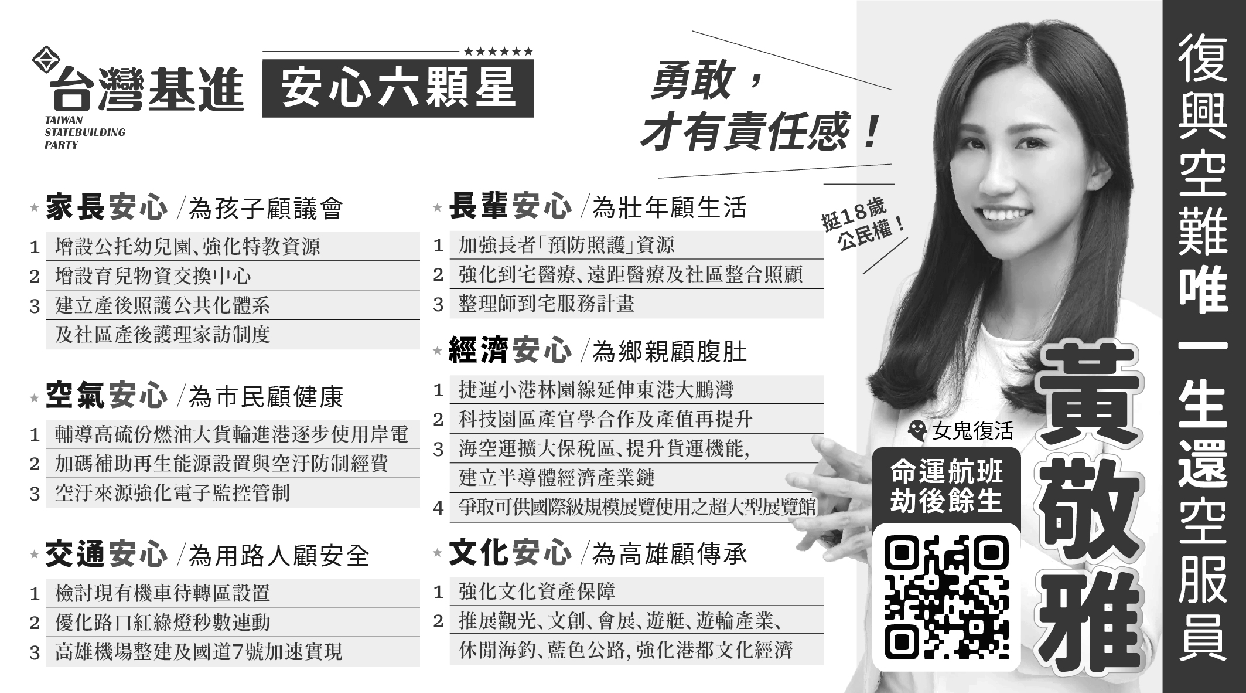 台灣基進
TAIWAN
STATEBUILDING
PARTY
★★★★★★
安心六顆星
勇敢，
才有責任感！
挺18歲
公民權！
★家長安心/為孩子顧議會
1 增設公托幼兒園、強化特教資源
2 增設育兒物資交換中心
3 建立產後照護公共化體系
及社區產後護理家訪制度
★空氣安心/為市民顧健康
1 輔導高硫份燃油大貨輪進港逐步使用岸電
2 加碼補助再生能源設置與空汙防制經費
3 空汙來源強化電子監控管制
★交通安心/為用路人顧安全
1 檢討現有機車待轉區設置
2 優化路口紅綠燈秒數連動
3 高雄機場整建及國道7號加速實現
★長輩安心/為壯年顧生活
1 加強長者「預防照護」資源
2 強化到宅醫療、遠距醫療及社區整合照顧
3 整理師到宅服務計畫
★經濟安心/為鄉親顧腹肚
1 捷運小港林園線延伸東港大鵬灣
2 科技園區產官學合作及產值再提升
3 海空運擴大保稅區、提升貨運機能,
建立半導體經濟產業鏈
4 爭取可供國際級規模展覽使用之超大型展覽館
★文化安心/為高雄顧傳承
1 強化文化資產保障
2 推展觀光、文創、會展、遊艇、遊輪產業、
休閒海釣、藍色公路, 強化港都文化經濟
女鬼復活
命運航班
劫後餘生
黃敬雅
復興空難唯一生還空服員